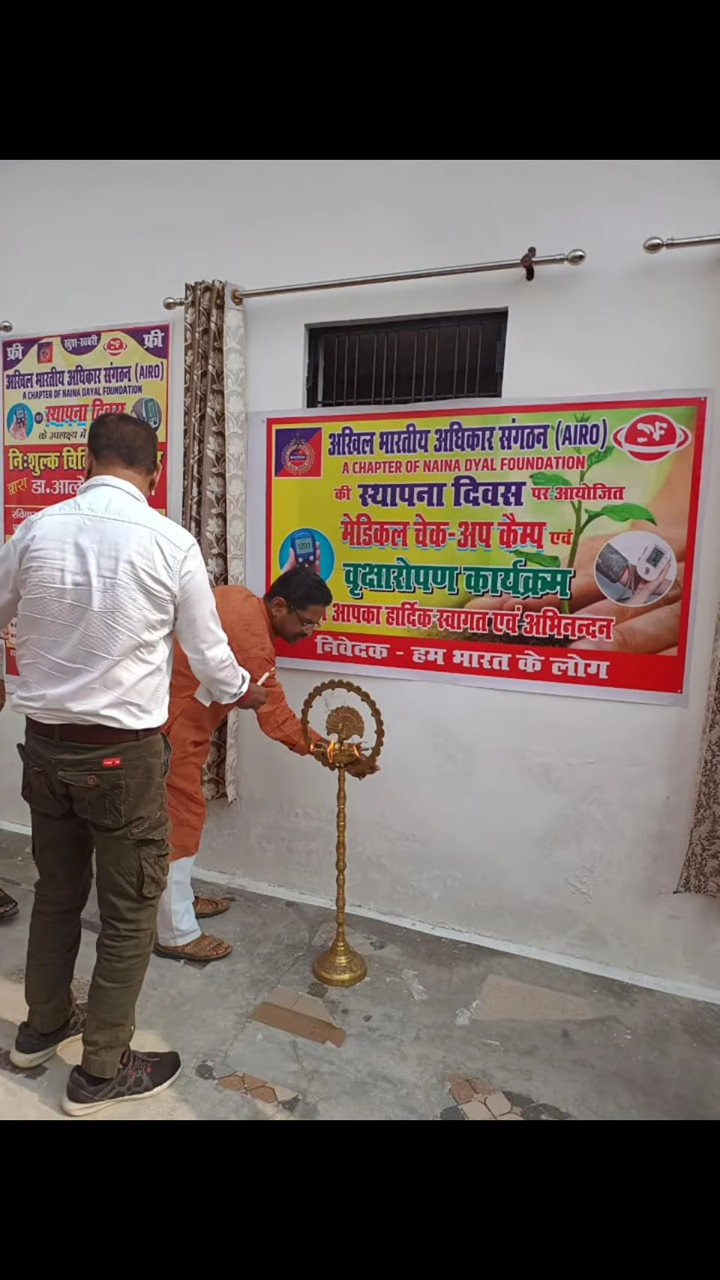 फ्री
खुश-खबरी
फ्री
अखिल भारतीय अधिकार संगठन (AIRO)
A CHAPTER OF NAINA DAYAL FOUNDATION
स्थापना दिवस
के उपलक्ष्य में
निःशुल्क
द्वारा डा.
अखिल भारतीय अधिकार संगठन (AIRO)
A CHAPTER OF NAINA DYAL FOUNDATION
की स्थापना दिवस पर आयोजित
मेडिकल चेक-अप कैम्प एवं
वृक्षारोपण कार्यक्रम
आपका हार्दिक स्वागत एवं अभिनन्दन
निवेदक - हम भारत के लोग